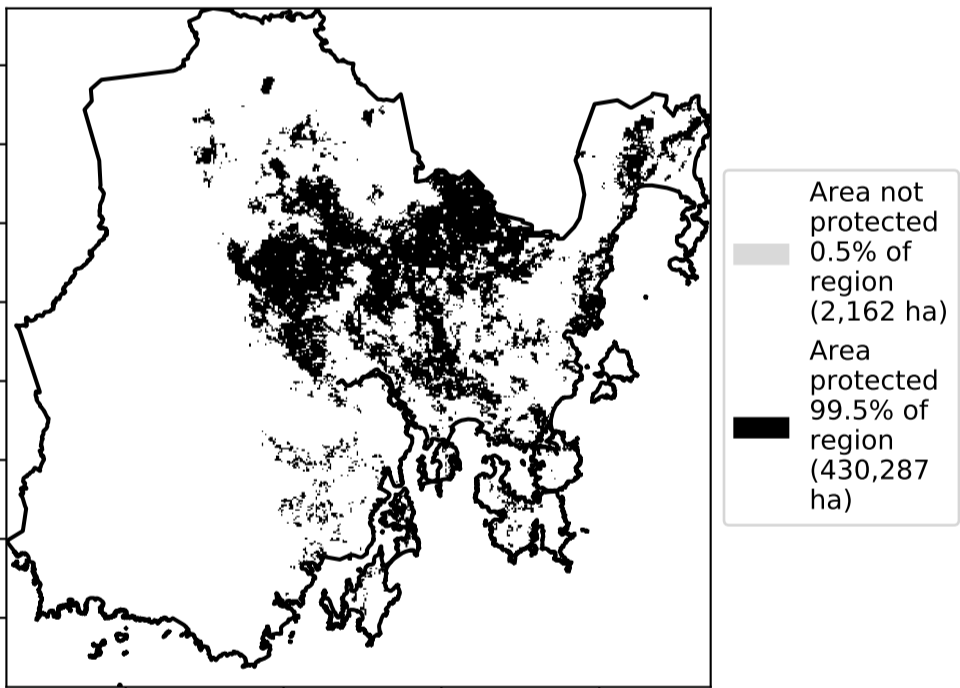 Area not
protected
0.5% of
region
(2,162 ha)
Area
protected
99.5% of
region
(430,287
ha)